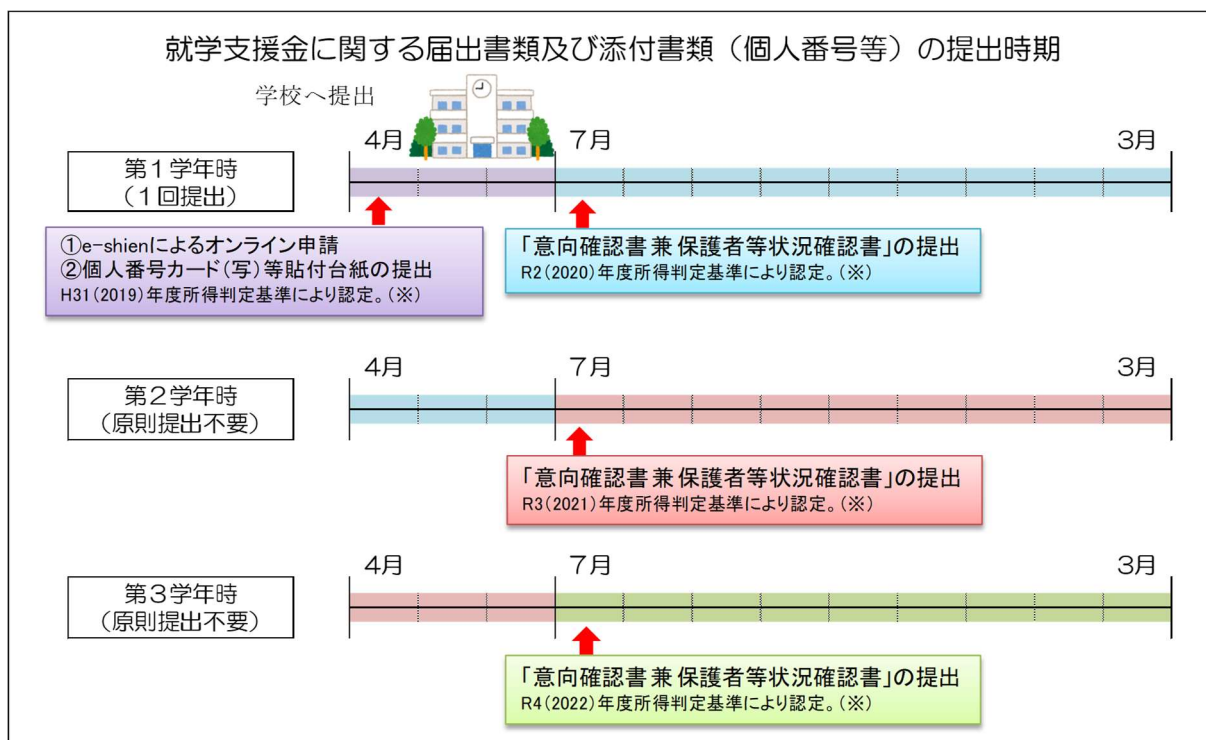 就学支援金に関する届出書類及び添付書類（個人番号等）の提出時期
学校へ提出
4月
7月
3月
第１学年時
（１回提出）
①e-shienによるオンライン申請
②個人番号カード（写）等貼付台紙の提出
H31（2019）年度所得判定基準により認定。（※）
「意向確認書 兼 保護者等状況確認書」の提出
R2（2020）年度所得判定基準により認定。（※）
4月
7月
3月
第２学年時
（原則提出不要）
「意向確認書 兼 保護者等状況確認書」の提出
R3（2021）年度所得判定基準により認定。（※）
4月
7月
3月
第３学年時
（原則提出不要）
「意向確認書 兼 保護者等状況確認書」の提出
R4（2022）年度所得判定基準により認定。（※）